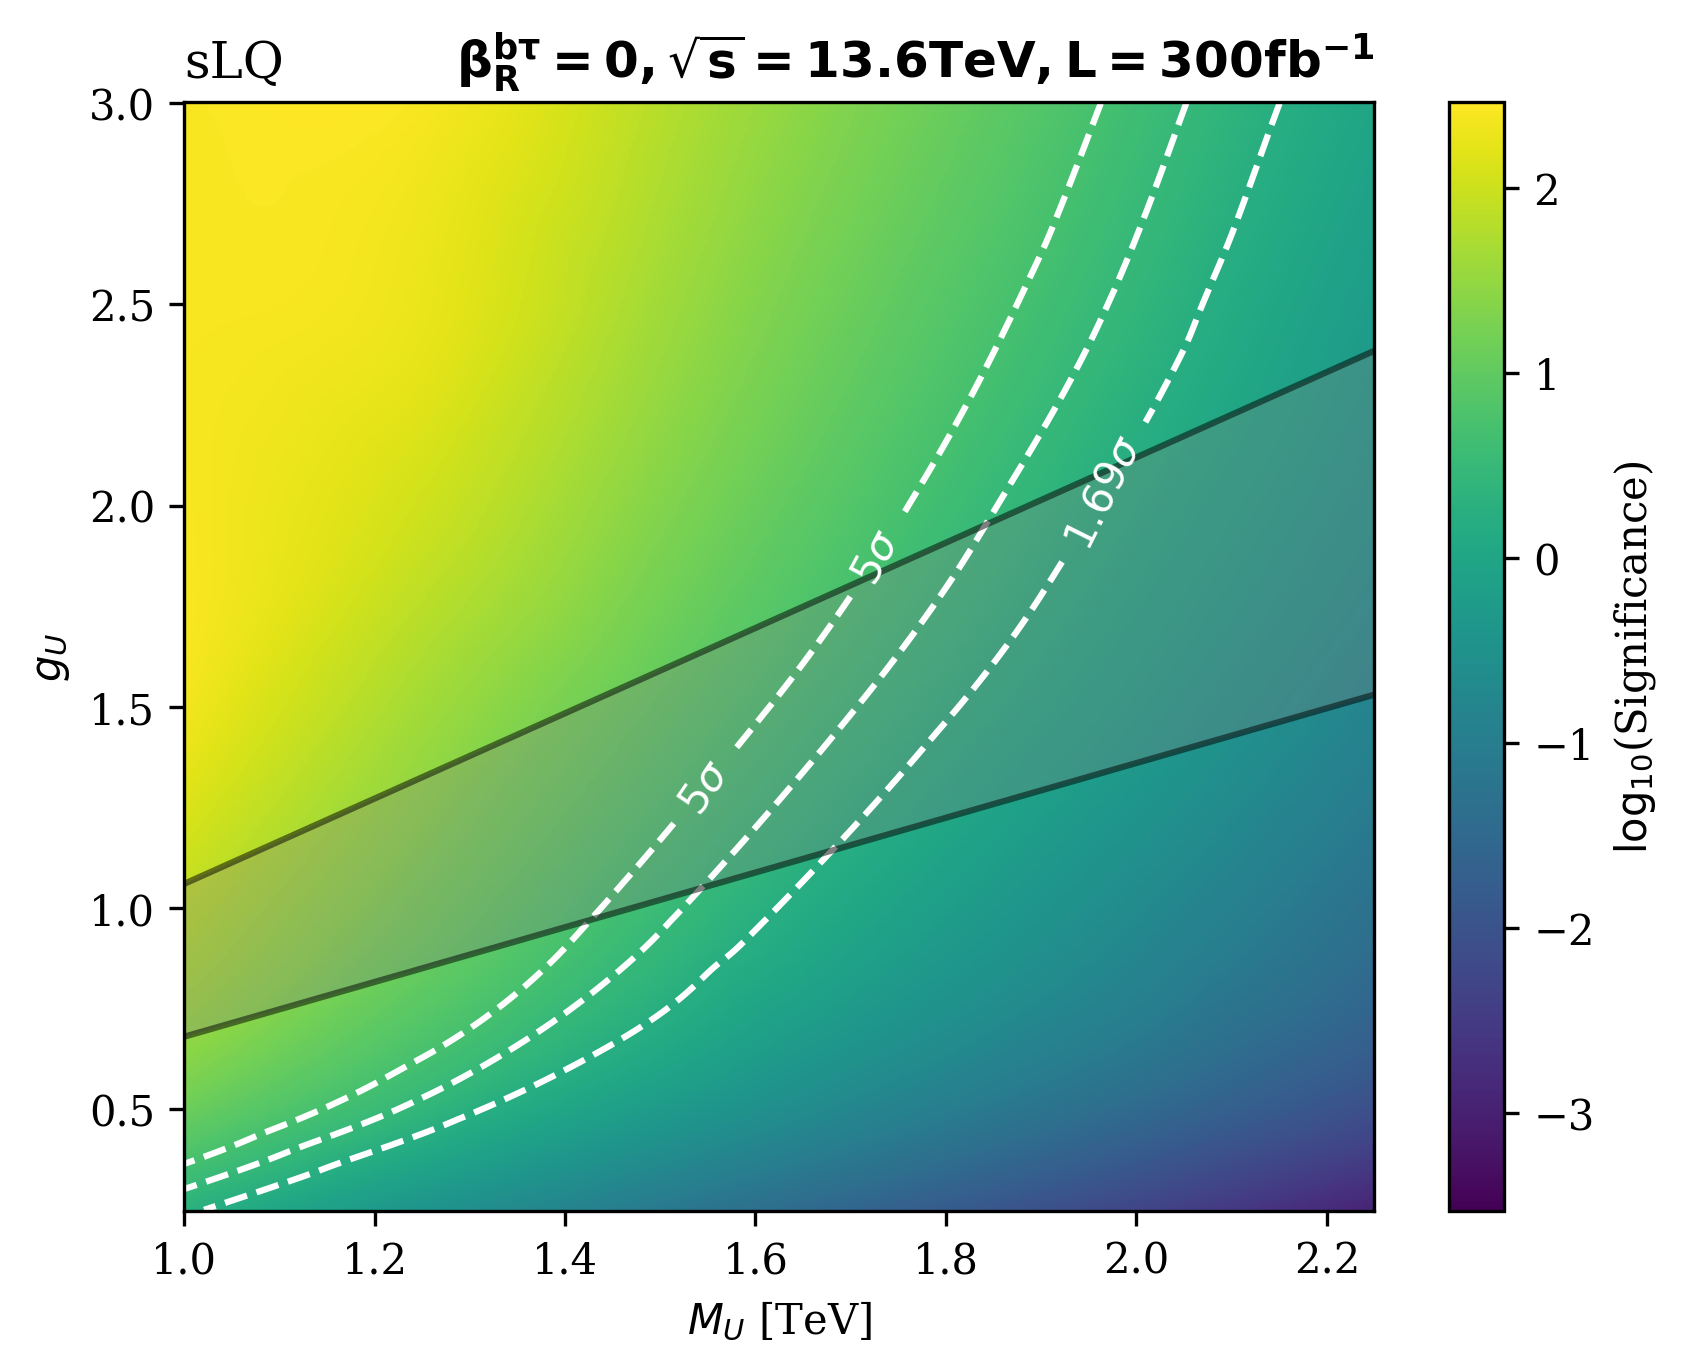 sLQ
β_R^{bτ} = 0, √s = 13.6TeV, L = 300fb⁻¹
3.0
2.5
2.0
1.5
1.0
0.5
g_U
5σ
5σ
1.69σ
1.0 1.2 1.4 1.6 1.8 2.0 2.2
M_U [TeV]
2
1
0
−1
−2
−3
log₁₀(Significance)